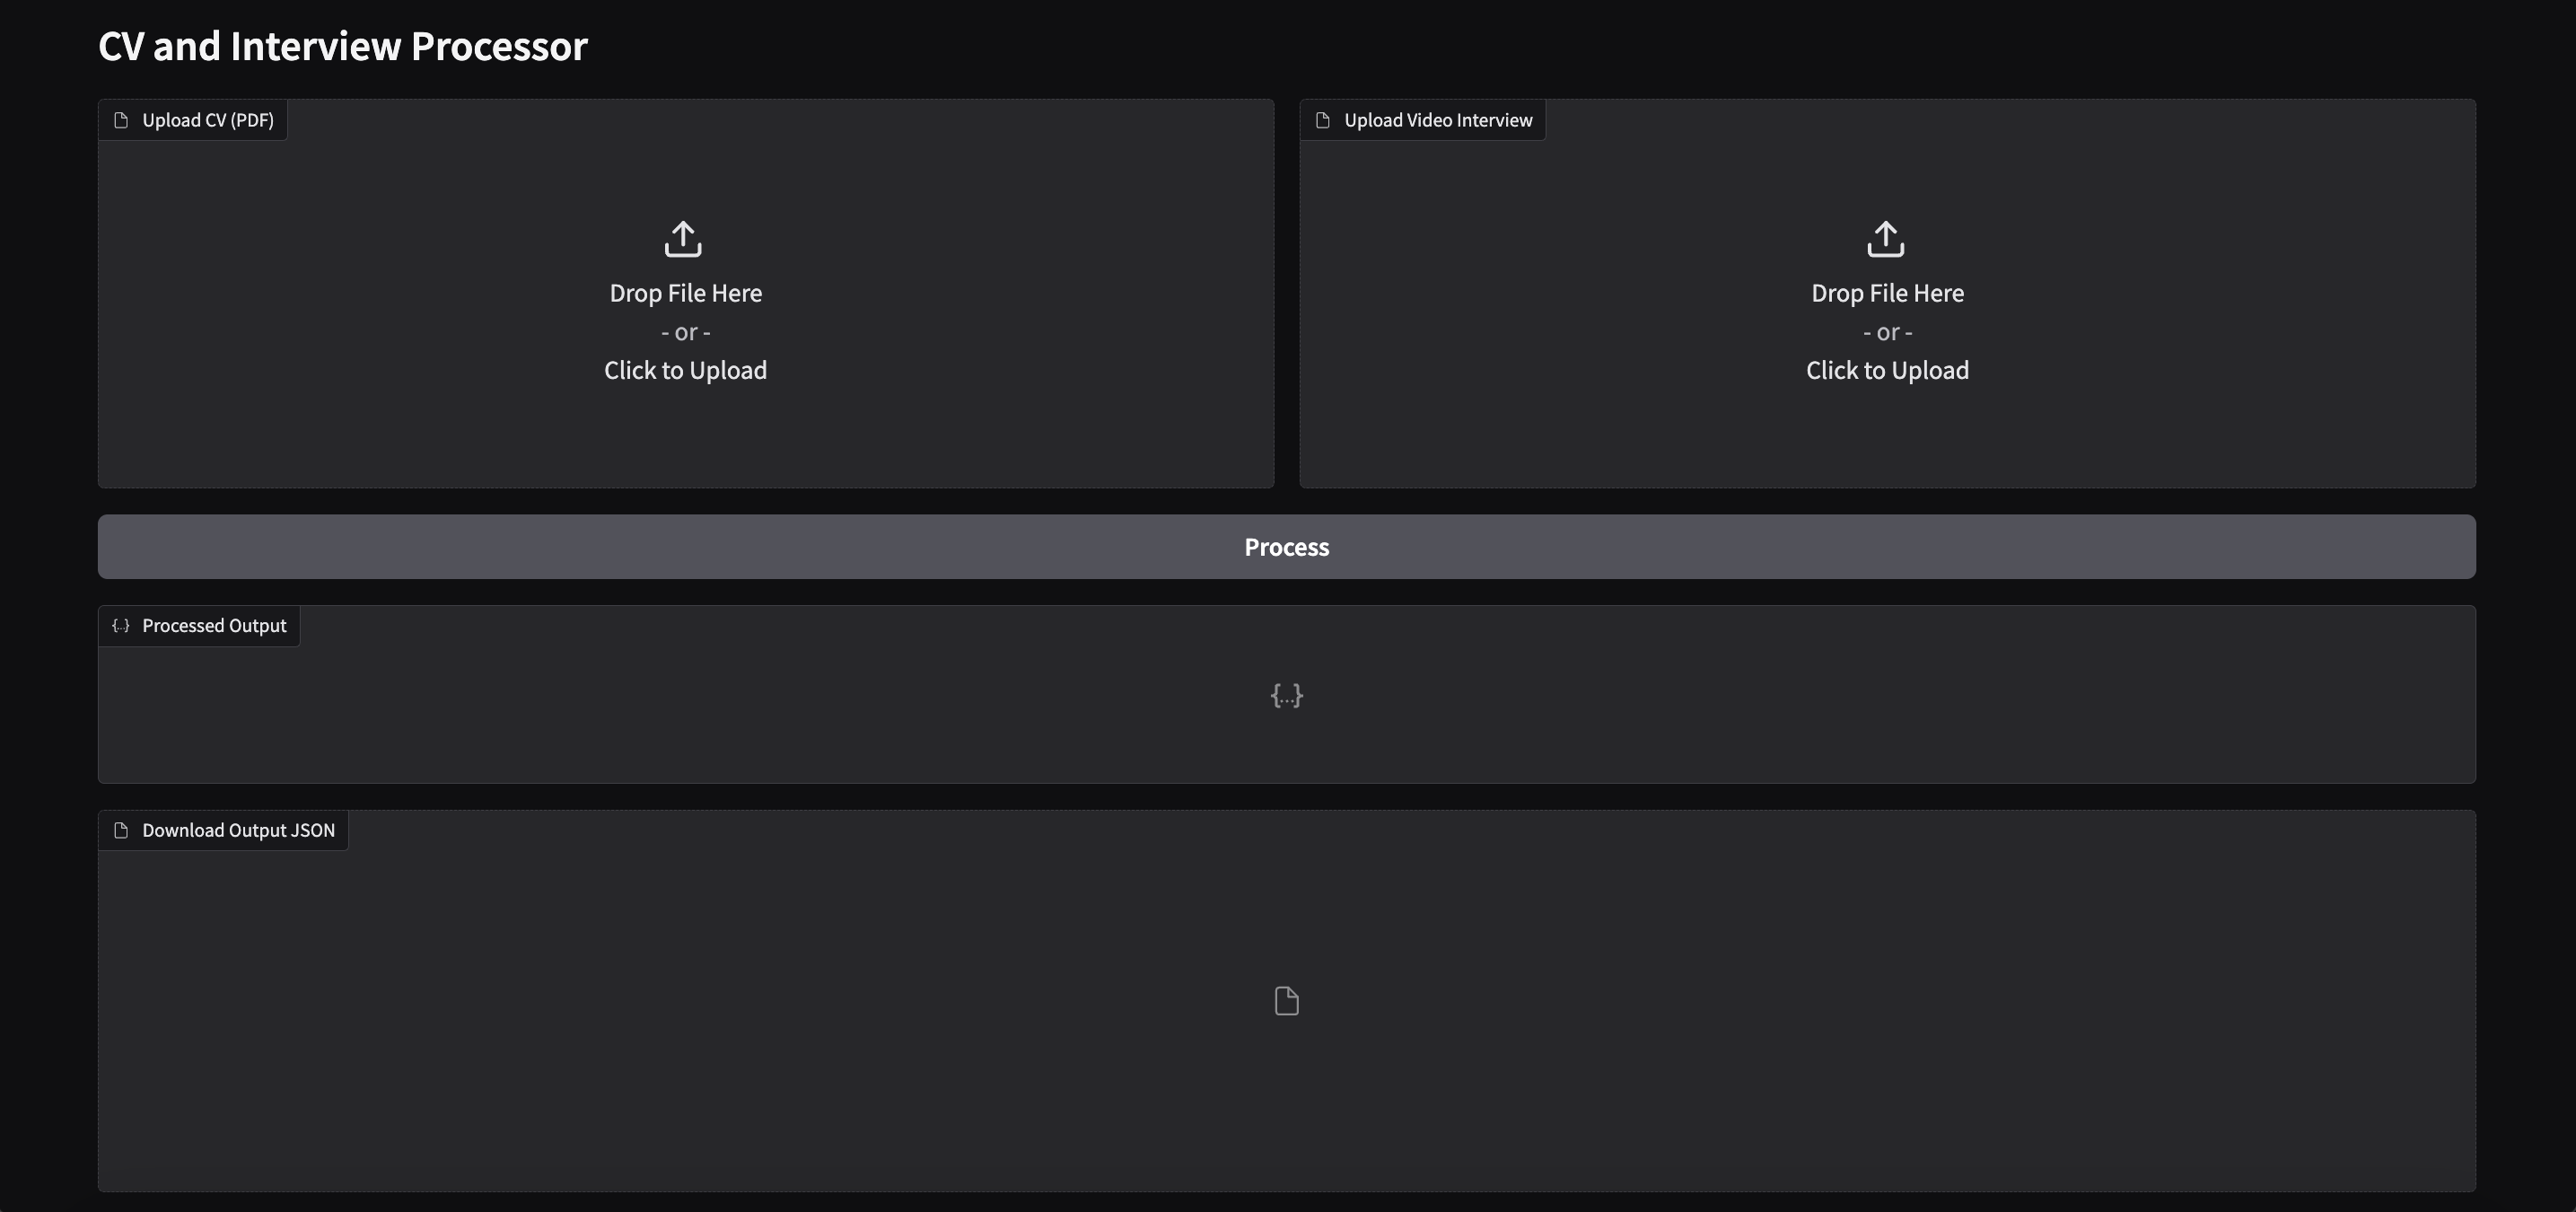 CV and Interview Processor
Upload CV (PDF)
Drop File Here
- or -
Click to Upload
Upload Video Interview
Drop File Here
- or -
Click to Upload
Process
{...} Processed Output
{...}
Download Output JSON